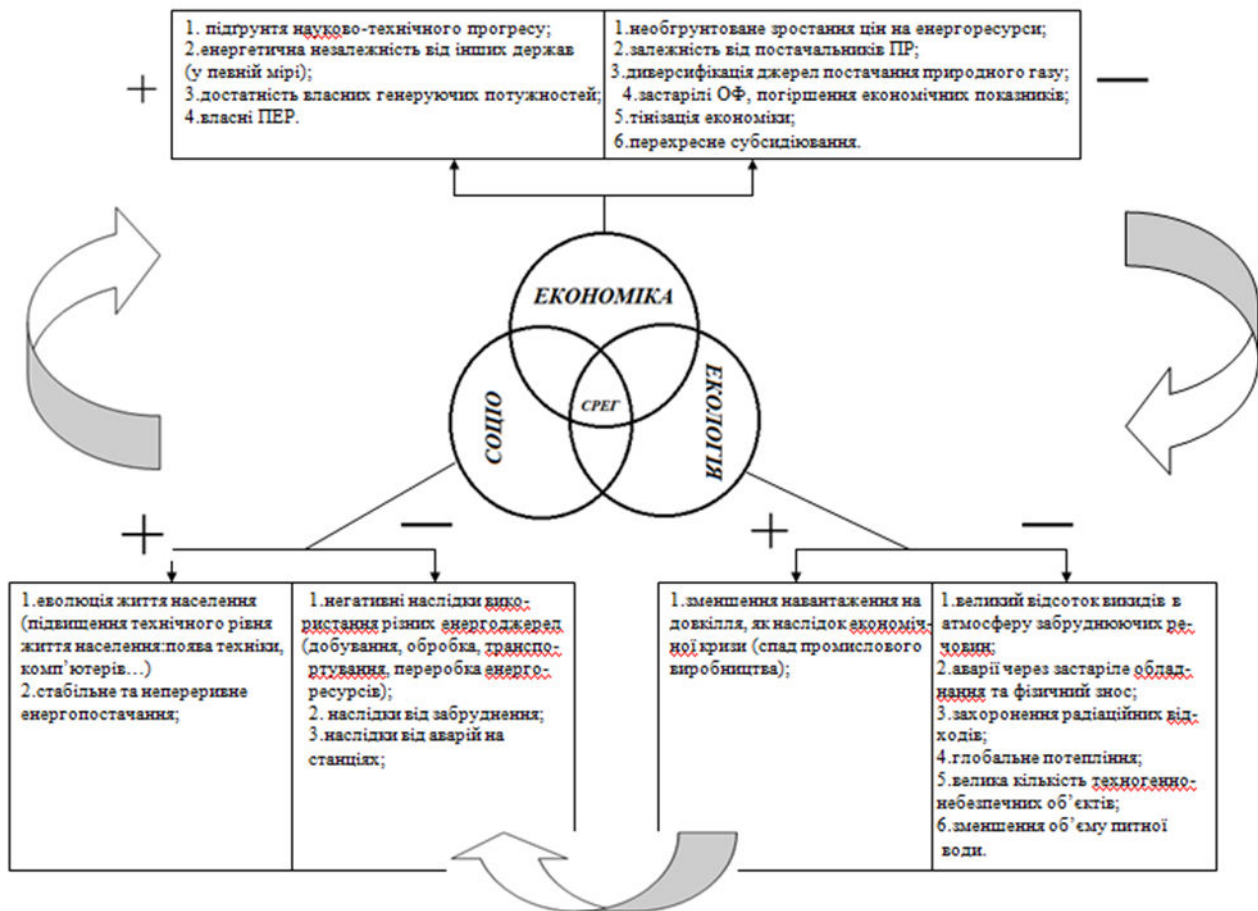 1. підґрунтя науково-технічного прогресу;
2.енергетична незалежність від інших держав
(у певній мірі);
3.достатність власних генеруючих потужностей;
4.власні ПЕР.
1.необгрунтоване зростання цін на енергоресурси;
2.залежність від постачальників ПР;
3.диверсифікація джерел постачання природного газу;
4.застарілі ОФ, погіршення економічних показників;
5.тінізація економіки;
6.перехресне субсидіювання.
+
—
ЕКОНОМІКА
СОЦІО
СРЕГ
ЕКОЛОГІЯ
+
—
+
—
1.еволюція життя населення
(підвищення технічного рівня
життя населення:поява техніки,
комп’ютерів…)
2.стабільне та непереривне
енергопостачання;
1.негативні наслідки вико-
ристання різних енергоджерел
(добування, обробка, транспо-
ртування, переробка енерго-
ресурсів);
2. наслідки від забруднення;
3.наслідки від аварій на
станціях;
1.зменшення навантаження на
довкілля, як наслідок економіч-
ної кризи (спад промислового
виробництва);
1.великий відсоток викидів в
атмосферу забруднюючих ре-
човин;
2.аварії через застаріле облад-
нання та фізичний знос;
3.захоронення радіаційних від-
ходів;
4.глобальне потепління;
5.велика кількість техногенно-
небезпечних об’єктів;
6.зменшення об’єму питної
води.